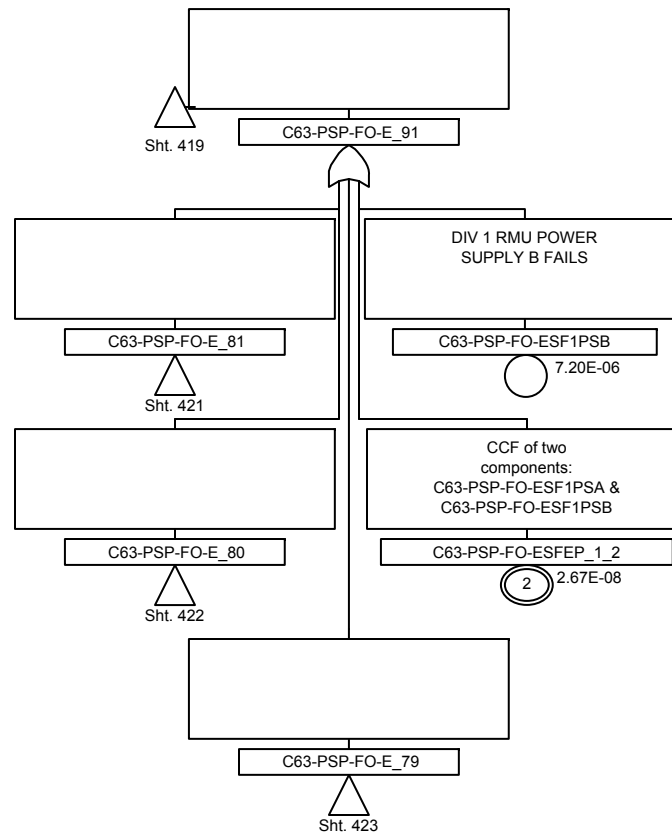 Sht. 419
C63-PSP-FO-E_91
C63-PSP-FO-E_81
Sht. 421
DIV 1 RMU POWER
SUPPLY B FAILS
C63-PSP-FO-ESF1PSB
7.20E-06
C63-PSP-FO-E_80
Sht. 422
CCF of two
components:
C63-PSP-FO-ESF1PSA &
C63-PSP-FO-ESF1PSB
C63-PSP-FO-ESFEP_1_2
2
2.67E-08
C63-PSP-FO-E_79
Sht. 423